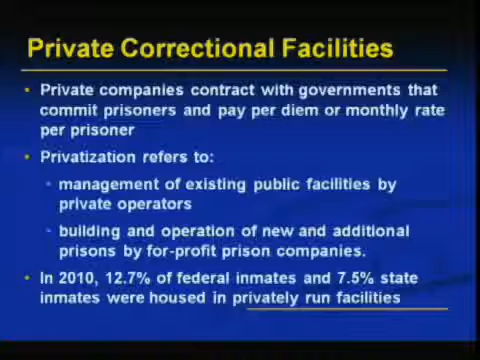 Private Correctional Facilities
• Private companies contract with governments that
commit prisoners and pay per diem or monthly rate
per prisoner
• Privatization refers to:
• management of existing public facilities by
private operators
• building and operation of new and additional
prisons by for-profit prison companies.
• In 2010, 12.7% of federal inmates and 7.5% state
inmates were housed in privately run facilities